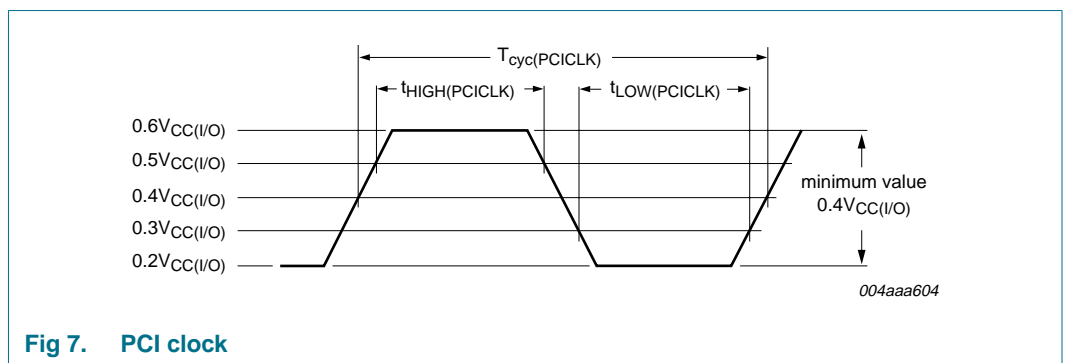 Tcyc(PCICLK)
tHIGH(PCICLK) tLOW(PCICLK)
0.6VCC(I/O)
0.5VCC(I/O)
0.4VCC(I/O)
0.3VCC(I/O)
0.2VCC(I/O)
minimum value
0.4VCC(I/O)
004aaa604
Fig 7. PCI clock